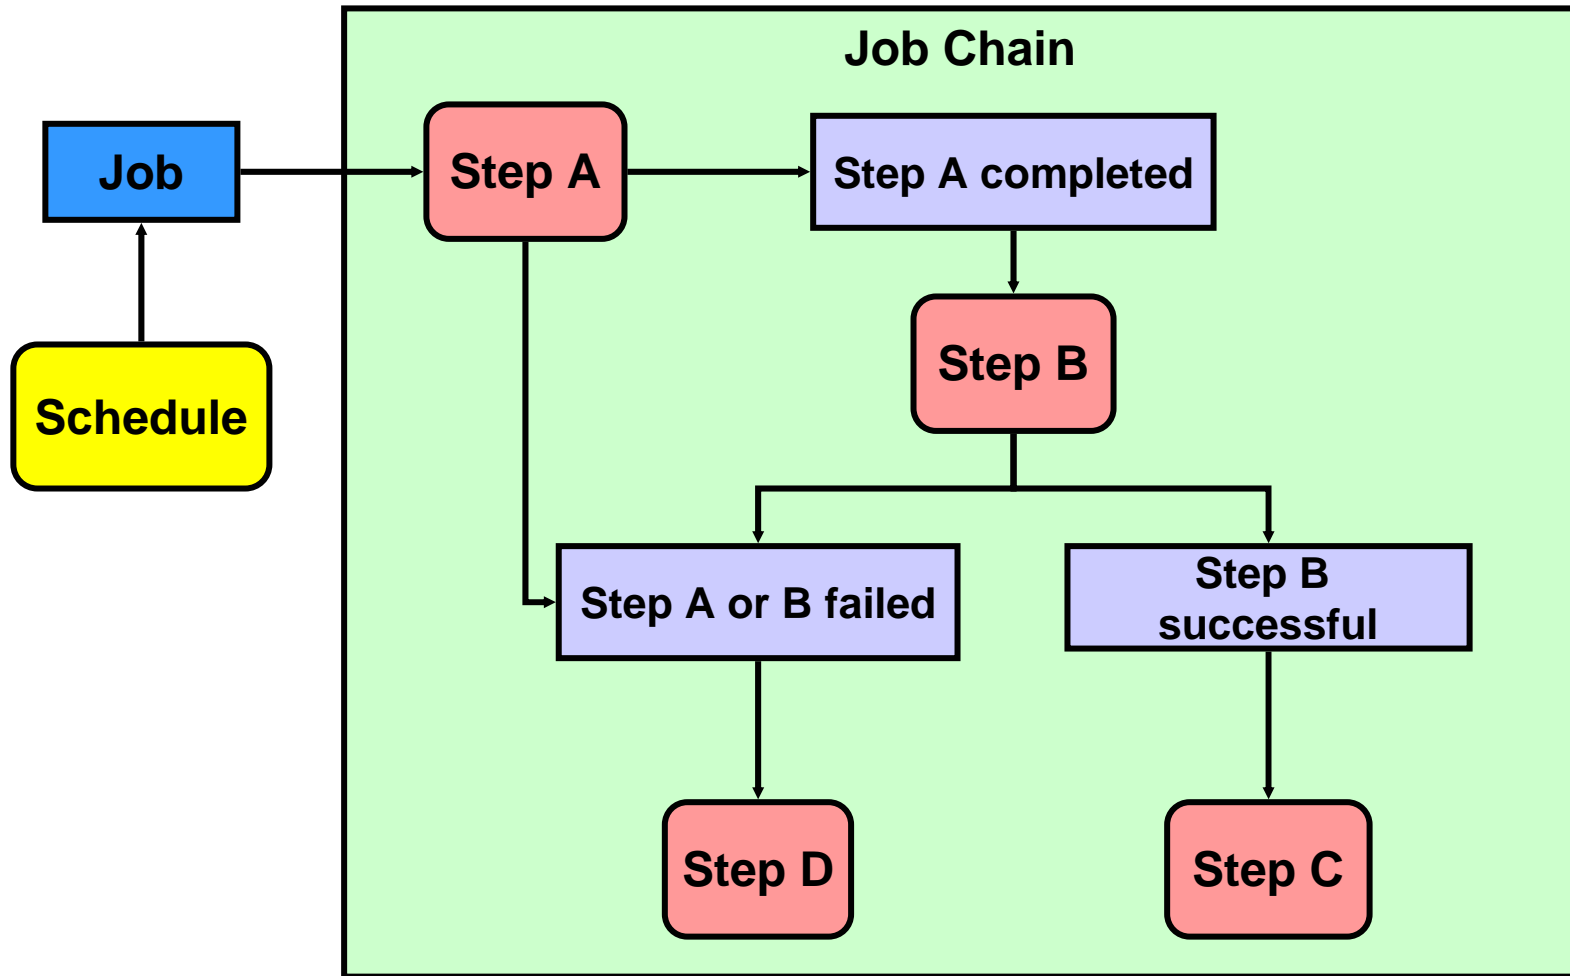 Job Chain
Job
Step A
Step A completed
Step B
Schedule
Step A or B failed
Step B
successful
Step D
Step C